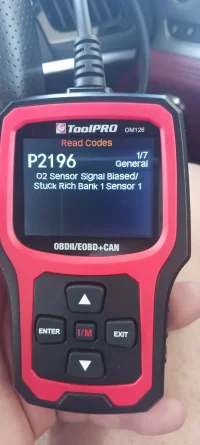 ToolPRO OM126
Read Codes
P2196 1/7
General
O2 Sensor Signal Biased/
Stuck Rich Bank 1 Sensor 1
OBDII/EOBD+CAN
ENTER I/M EXIT